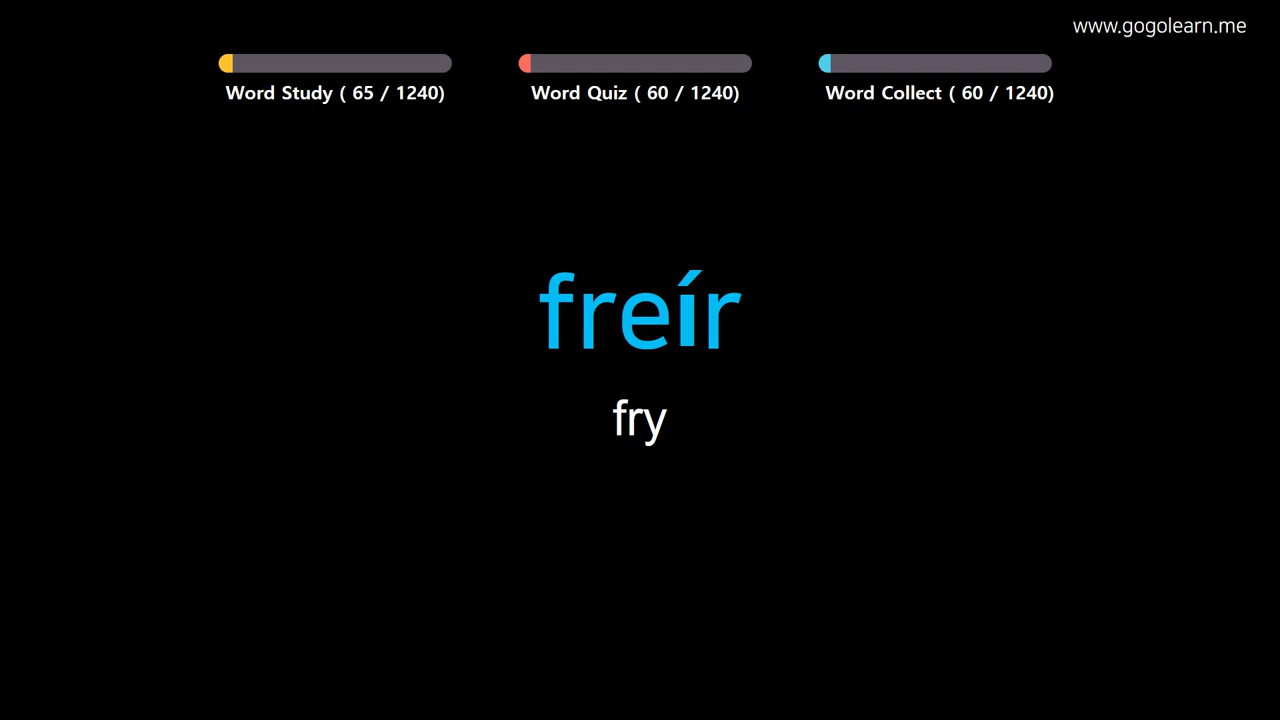 www.gogolearn.me
Word Study ( 65 / 1240)
Word Quiz ( 60 / 1240)
Word Collect ( 60 / 1240)
freír
fry